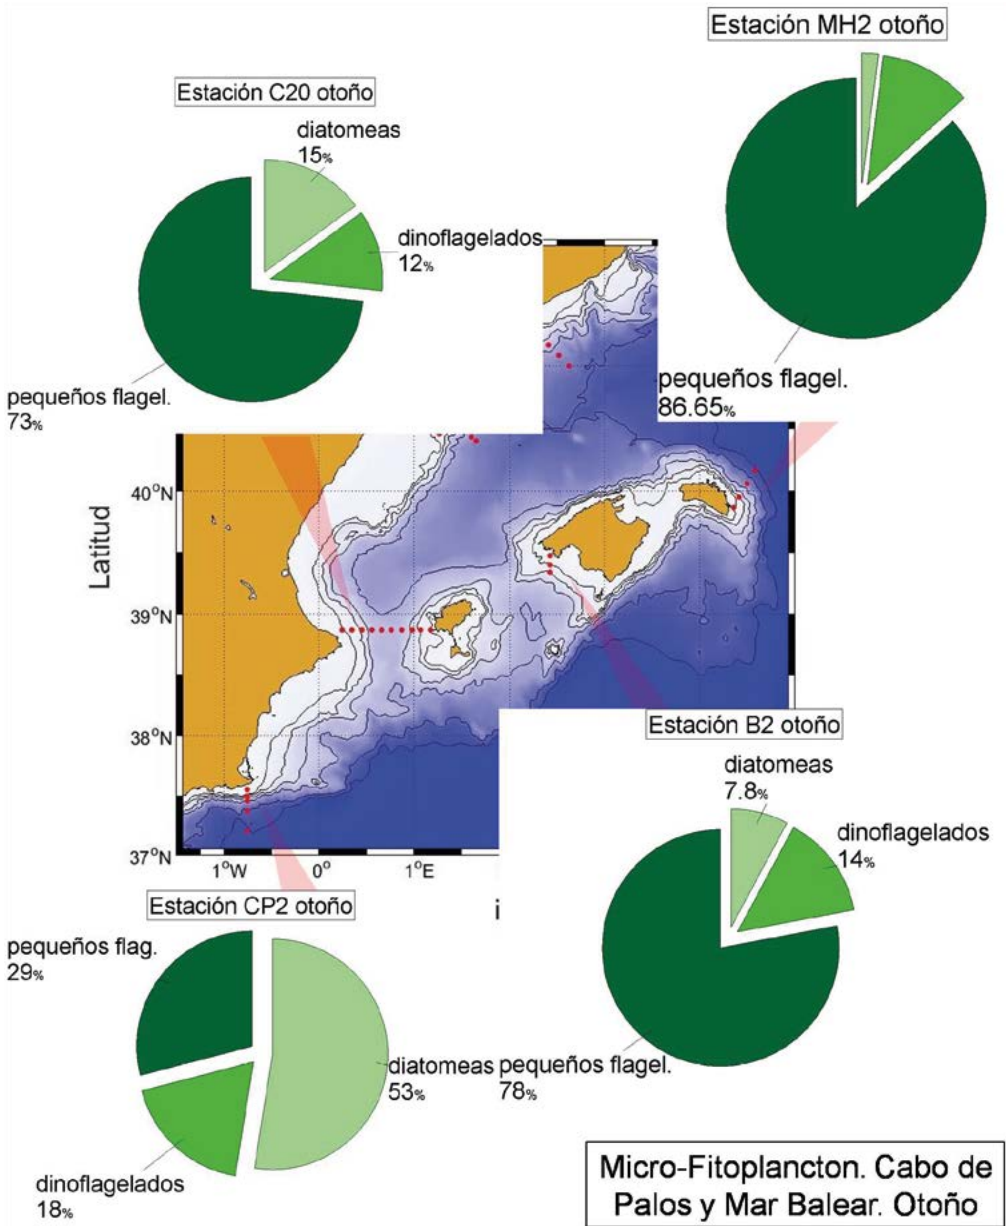 Estación MH2 otoño
pequeños flagel.
86.65%
Estación C20 otoño
diatomeas
15%
dinoflagelados
12%
pequeños flagel.
73%
Latitud
40°N
39°N
38°N
37°N
1°W
0°
1°E
i
Estación B2 otoño
diatomeas
7.8%
dinoflagelados
14%
pequeños flagel.
78%
Estación CP2 otoño
pequeños flag.
29%
diatomeas
53%
dinoflagelados
18%
Micro-Fitoplancton. Cabo de
Palos y Mar Balear. Otoño